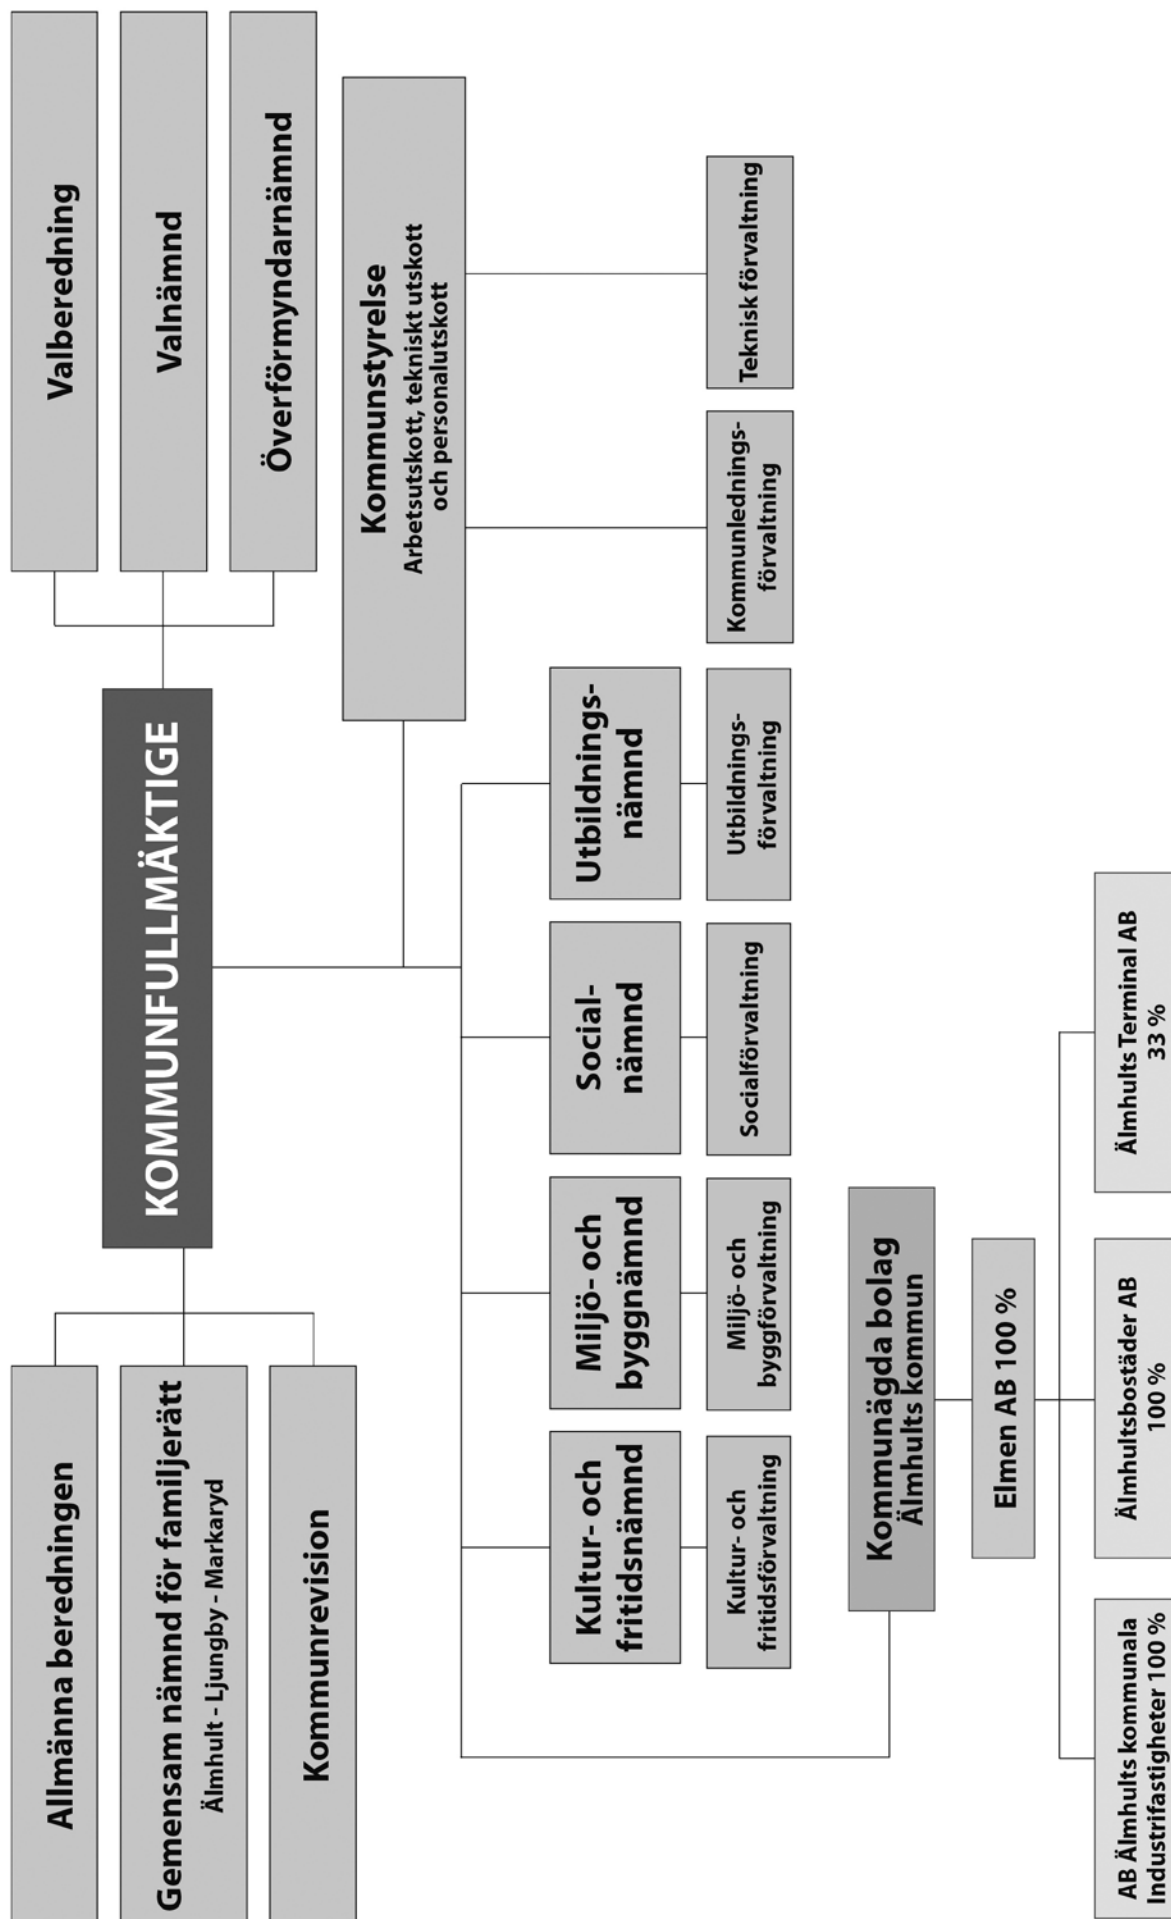 KOMMUNFULLMÄKTIGE
Allmänna beredningen
Gemensam nämnd för familjerätt
Älmhult - Ljungby - Markaryd
Kommunrevision
Valberedning
Valnämnd
Överförmyndarnämnd
Kommunstyrelse
Arbetsutskott, tekniskt utskott
och personalutskott
Kultur- och
fritidsnämnd
Miljö- och
byggnämnd
Social-
nämnd
Utbildnings-
nämnd
Kultur- och
fritidsförvaltning
Miljö- och
byggförvaltning
Socialförvaltning
Utbildnings-
förvaltning
Kommunlednings-
förvaltning
Teknisk förvaltning
Kommunägda bolag
Älmhults kommun
Elmen AB 100 %
AB Älmhults kommunala
Industrifastigheter 100 %
Älmhultsbostäder AB
100 %
Älmhults Terminal AB
33 %